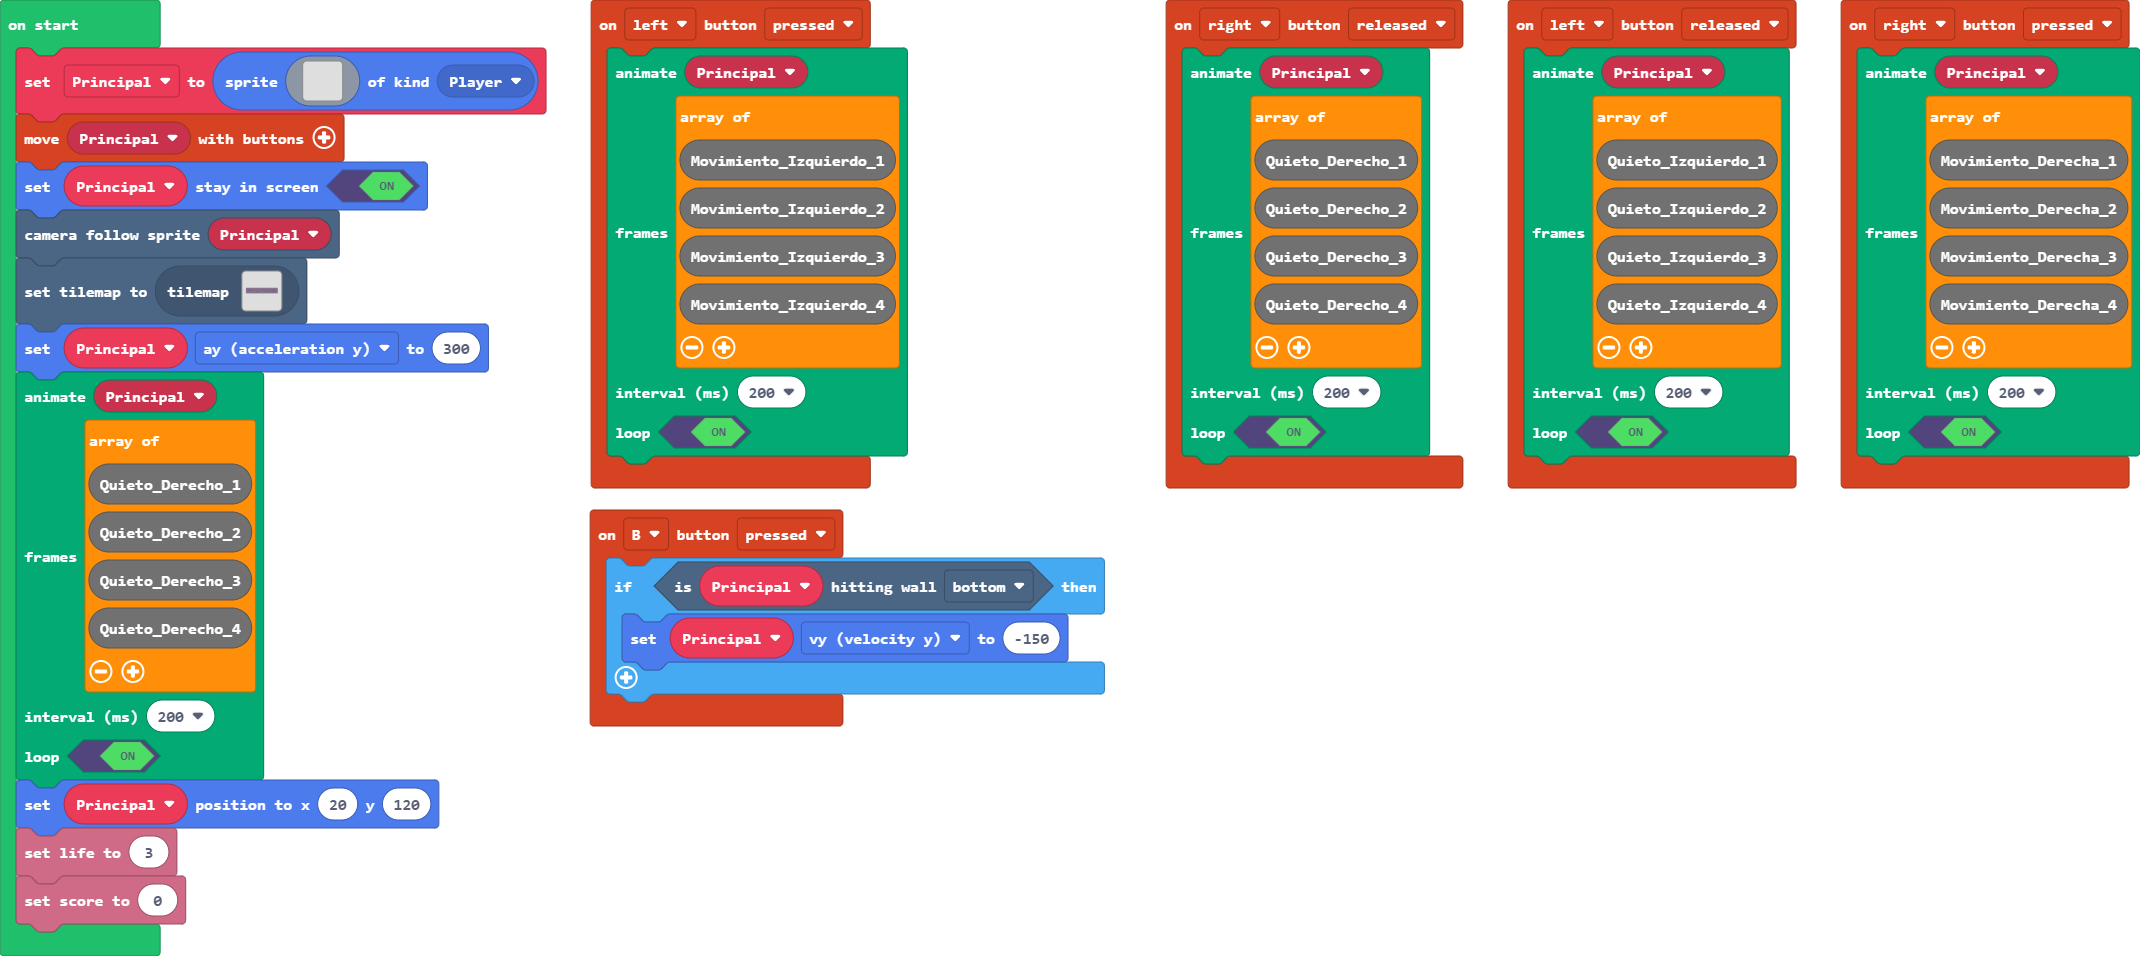 on start
set Principal to sprite of kind Player
move Principal with buttons
set Principal stay in screen ON
camera follow sprite Principal
set tilemap to tilemap
set Principal ay (acceleration y) to 300
animate Principal
frames
array of
Quieto_Derecho_1
Quieto_Derecho_2
Quieto_Derecho_3
Quieto_Derecho_4
interval (ms) 200
loop ON
set Principal position to x 20 y 120
set life to 3
set score to 0
on left button pressed
animate Principal
frames
array of
Movimiento_Izquierdo_1
Movimiento_Izquierdo_2
Movimiento_Izquierdo_3
Movimiento_Izquierdo_4
interval (ms) 200
loop ON
on B button pressed
if is Principal hitting wall bottom then
set Principal vy (velocity y) to -150
on right button released
animate Principal
frames
array of
Quieto_Derecho_1
Quieto_Derecho_2
Quieto_Derecho_3
Quieto_Derecho_4
interval (ms) 200
loop ON
on left button released
animate Principal
frames
array of
Quieto_Izquierdo_1
Quieto_Izquierdo_2
Quieto_Izquierdo_3
Quieto_Izquierdo_4
interval (ms) 200
loop ON
on right button pressed
animate Principal
frames
array of
Movimiento_Derecha_1
Movimiento_Derecha_2
Movimiento_Derecha_3
Movimiento_Derecha_4
interval (ms) 200
loop ON